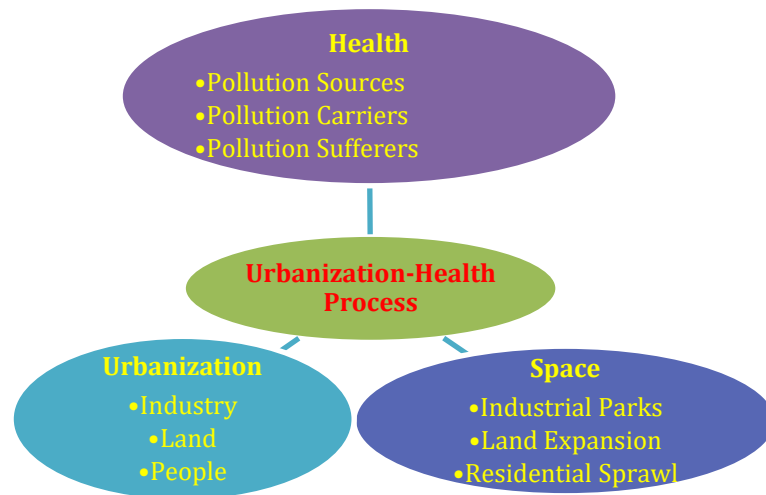 Health
•Pollution Sources
•Pollution Carriers
•Pollution Sufferers
Urbanization-Health
Process
Urbanization
•Industry
•Land
•People
Space
•Industrial Parks
•Land Expansion
•Residential Sprawl